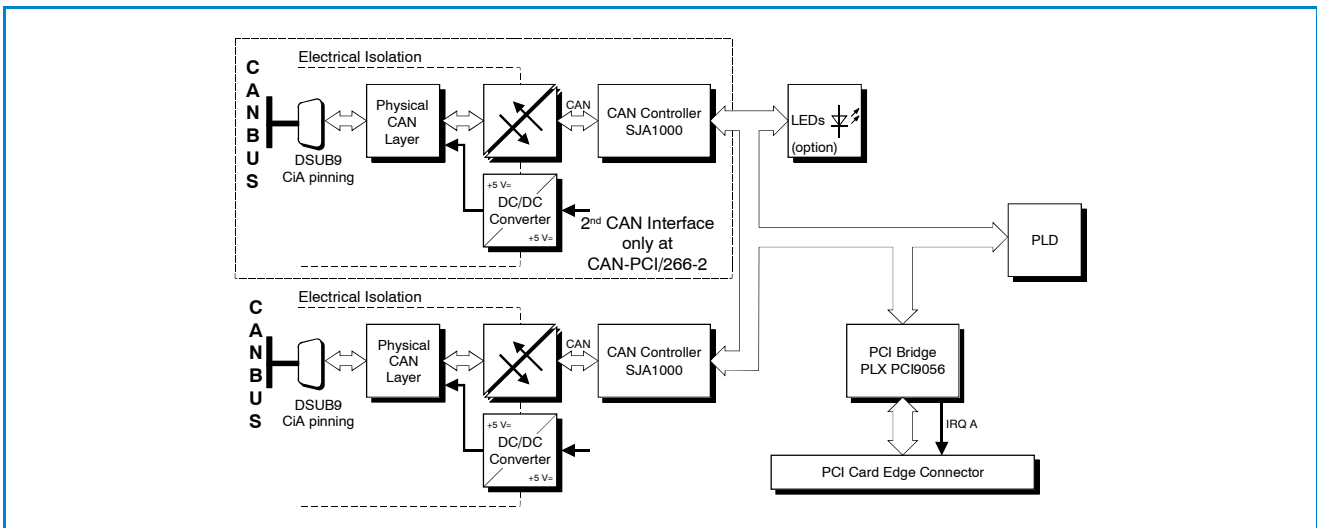 Electrical Isolation
CANBUS
DSUB9
CiA pinning
Physical
CAN
Layer
CAN
CAN Controller
SJA1000
LEDs
(option)
+5 V=
DC/DC
Converter
+5 V=
2nd CAN Interface
only at
CAN-PCI/266-2
PLD
Electrical Isolation
CANBUS
DSUB9
CiA pinning
Physical
CAN
Layer
CAN
CAN Controller
SJA1000
+5 V=
DC/DC
Converter
+5 V=
PCI Bridge
PLX PCI9056
IRQ A
PCI Card Edge Connector